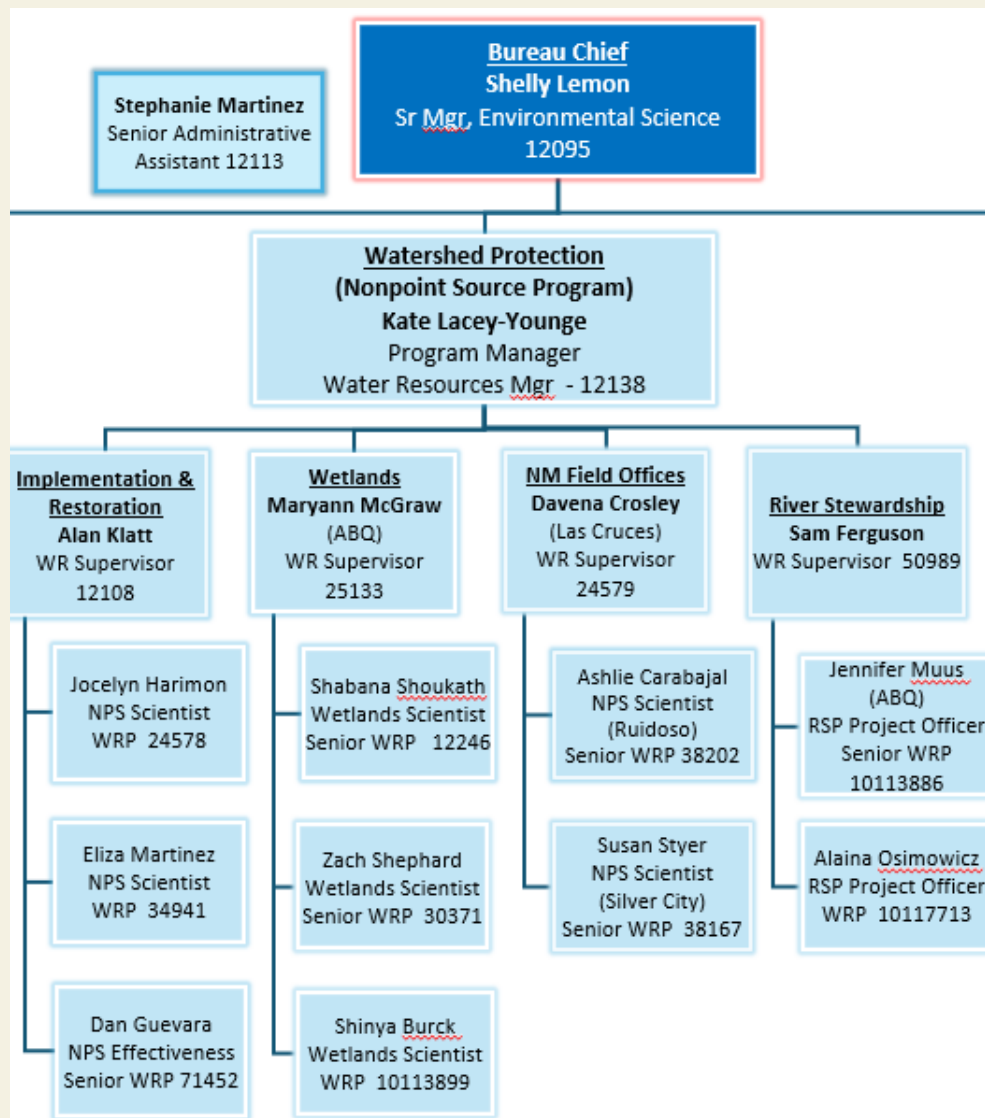 Bureau Chief
Shelly Lemon
Sr Mgr, Environmental Science
12095
Stephanie Martinez
Senior Administrative
Assistant 12113
Watershed Protection
(Nonpoint Source Program)
Kate Lacey-Younge
Program Manager
Water Resources Mgr - 12138
Implementation &
Restoration
Alan Klatt
WR Supervisor
12108
Jocelyn Harimon
NPS Scientist
WRP 24578
Eliza Martinez
NPS Scientist
WRP 34941
Dan Guevara
NPS Effectiveness
Senior WRP 71452
Wetlands
Maryann McGraw
(ABQ)
WR Supervisor
25133
Shabana Shoukath
Wetlands Scientist
Senior WRP 12246
Zach Shephard
Wetlands Scientist
Senior WRP 30371
Shinya Burck
Wetlands Scientist
WRP 10113899
NM Field Offices
Davena Crosley
(Las Cruces)
WR Supervisor
24579
Ashlie Carabajal
NPS Scientist
(Ruidoso)
Senior WRP 38202
Susan Styer
NPS Scientist
(Silver City)
Senior WRP 38167
River Stewardship
Sam Ferguson
WR Supervisor 50989
Jennifer Muus
(ABQ)
RSP Project Officer
Senior WRP
10113886
Alaina Osimowicz
RSP Project Officer
WRP 10117713